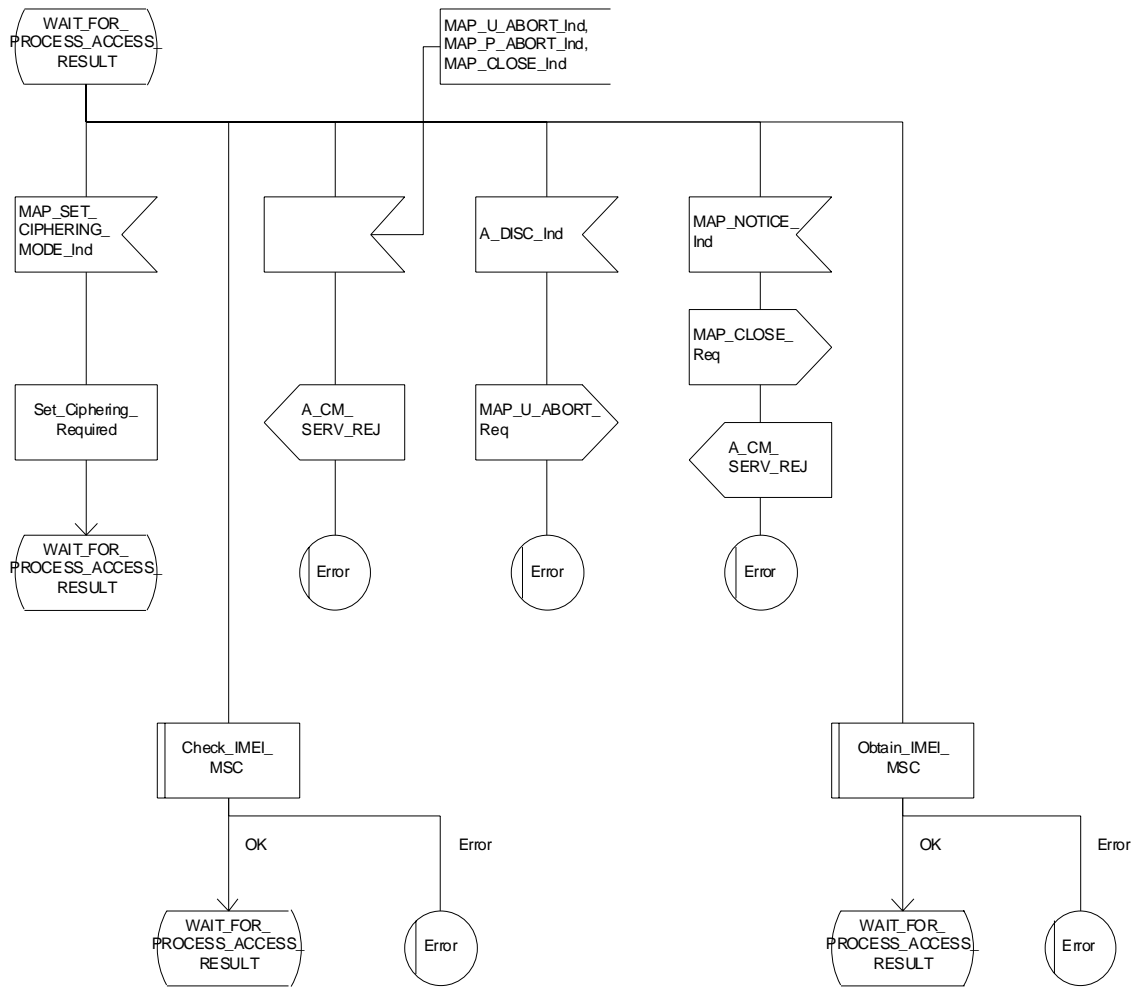 WAIT_FOR_
PROCESS_ACCESS_
RESULT
MAP_U_ABORT_Ind,
MAP_P_ABORT_Ind,
MAP_CLOSE_Ind
MAP_SET_
CIPHERING_
MODE_Ind
A_DISC_Ind
MAP_NOTICE_
Ind
MAP_CLOSE_
Req
Set_Ciphering_
Required
A_CM_
SERV_REJ
MAP_U_ABORT_
Req
A_CM_
SERV_REJ
WAIT_FOR_
PROCESS_ACCESS_
RESULT
Error
Error
Error
Check_IMEI_
MSC
Obtain_IMEI_
MSC
OK
Error
OK
Error
WAIT_FOR_
PROCESS_ACCESS_
RESULT
Error
WAIT_FOR_
PROCESS_ACCESS_
RESULT
Error